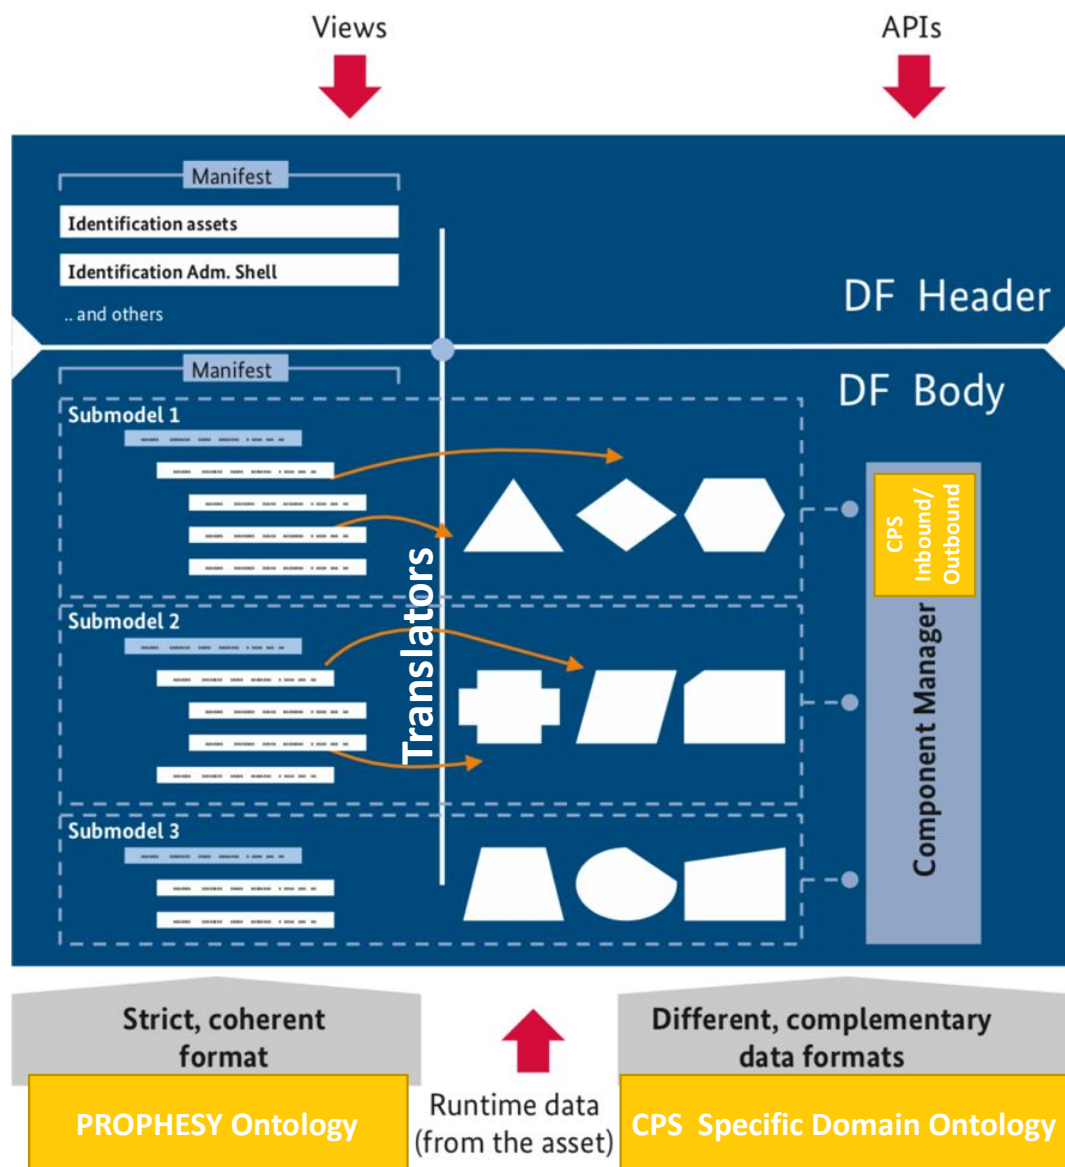 Views
APIs
Manifest
Identification assets
Identification Adm. Shell
.. and others
DF Header
Manifest
DF Body
Submodel 1
Submodel 2
Submodel 3
Translators
CPS
Inbound/
Outbound
Component Manager
Strict, coherent
format
Different, complementary
data formats
PROPHESY Ontology
Runtime data
(from the asset)
CPS Specific Domain Ontology